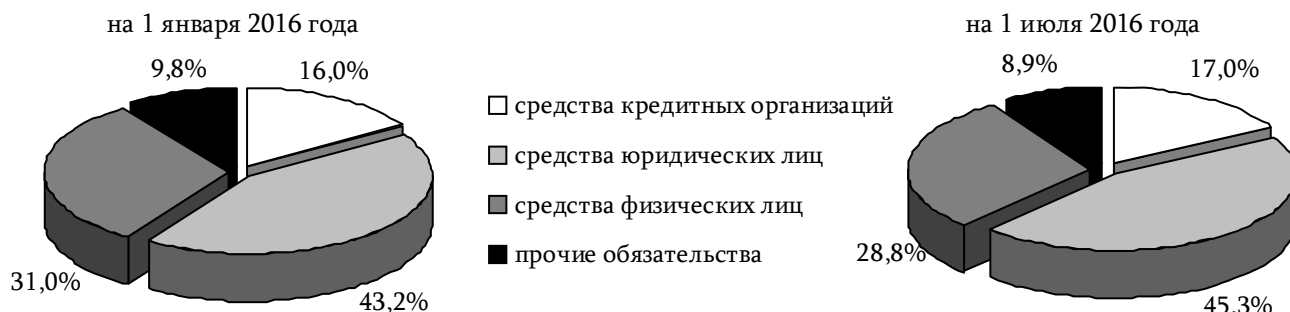 на 1 января 2016 года
9,8%
16,0%
31,0%
43,2%
средства кредитных организаций
средства юридических лиц
средства физических лиц
прочие обязательства
на 1 июля 2016 года
8,9%
17,0%
28,8%
45,3%